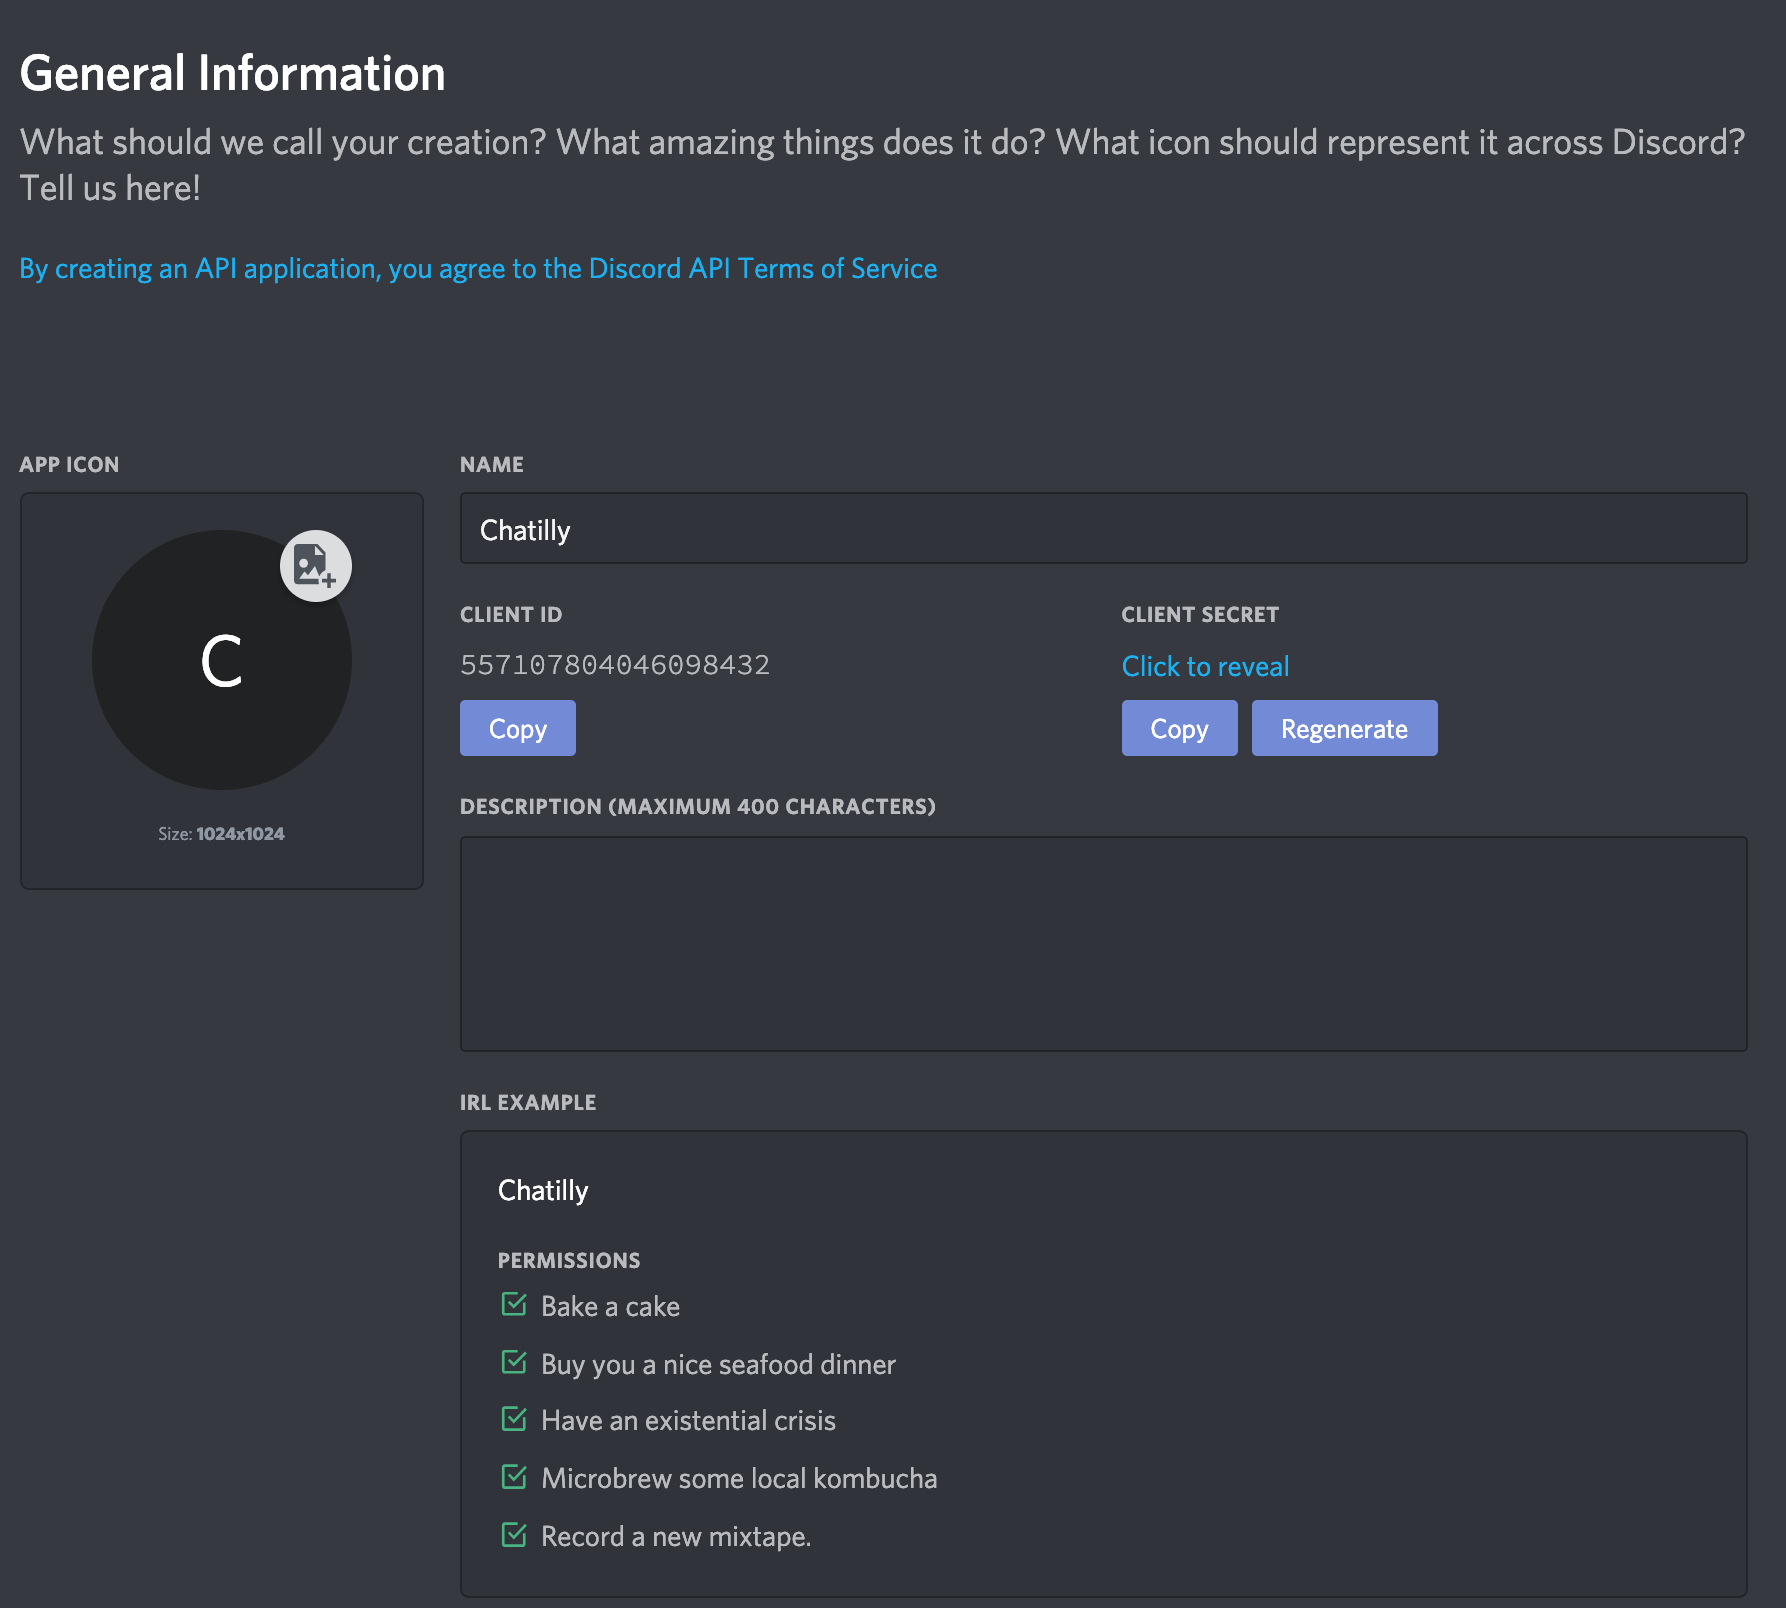 General Information
What should we call your creation? What amazing things does it do? What icon should represent it across Discord?
Tell us here!
By creating an API application, you agree to the Discord API Terms of Service
APP ICON
C
Size: 1024x1024
NAME
Chatilly
CLIENT ID
557107804046098432
Copy
CLIENT SECRET
Click to reveal
Copy Regenerate
DESCRIPTION (MAXIMUM 400 CHARACTERS)
IRL EXAMPLE
Chatilly
PERMISSIONS
Bake a cake
Buy you a nice seafood dinner
Have an existential crisis
Microbrew some local kombucha
Record a new mixtape.